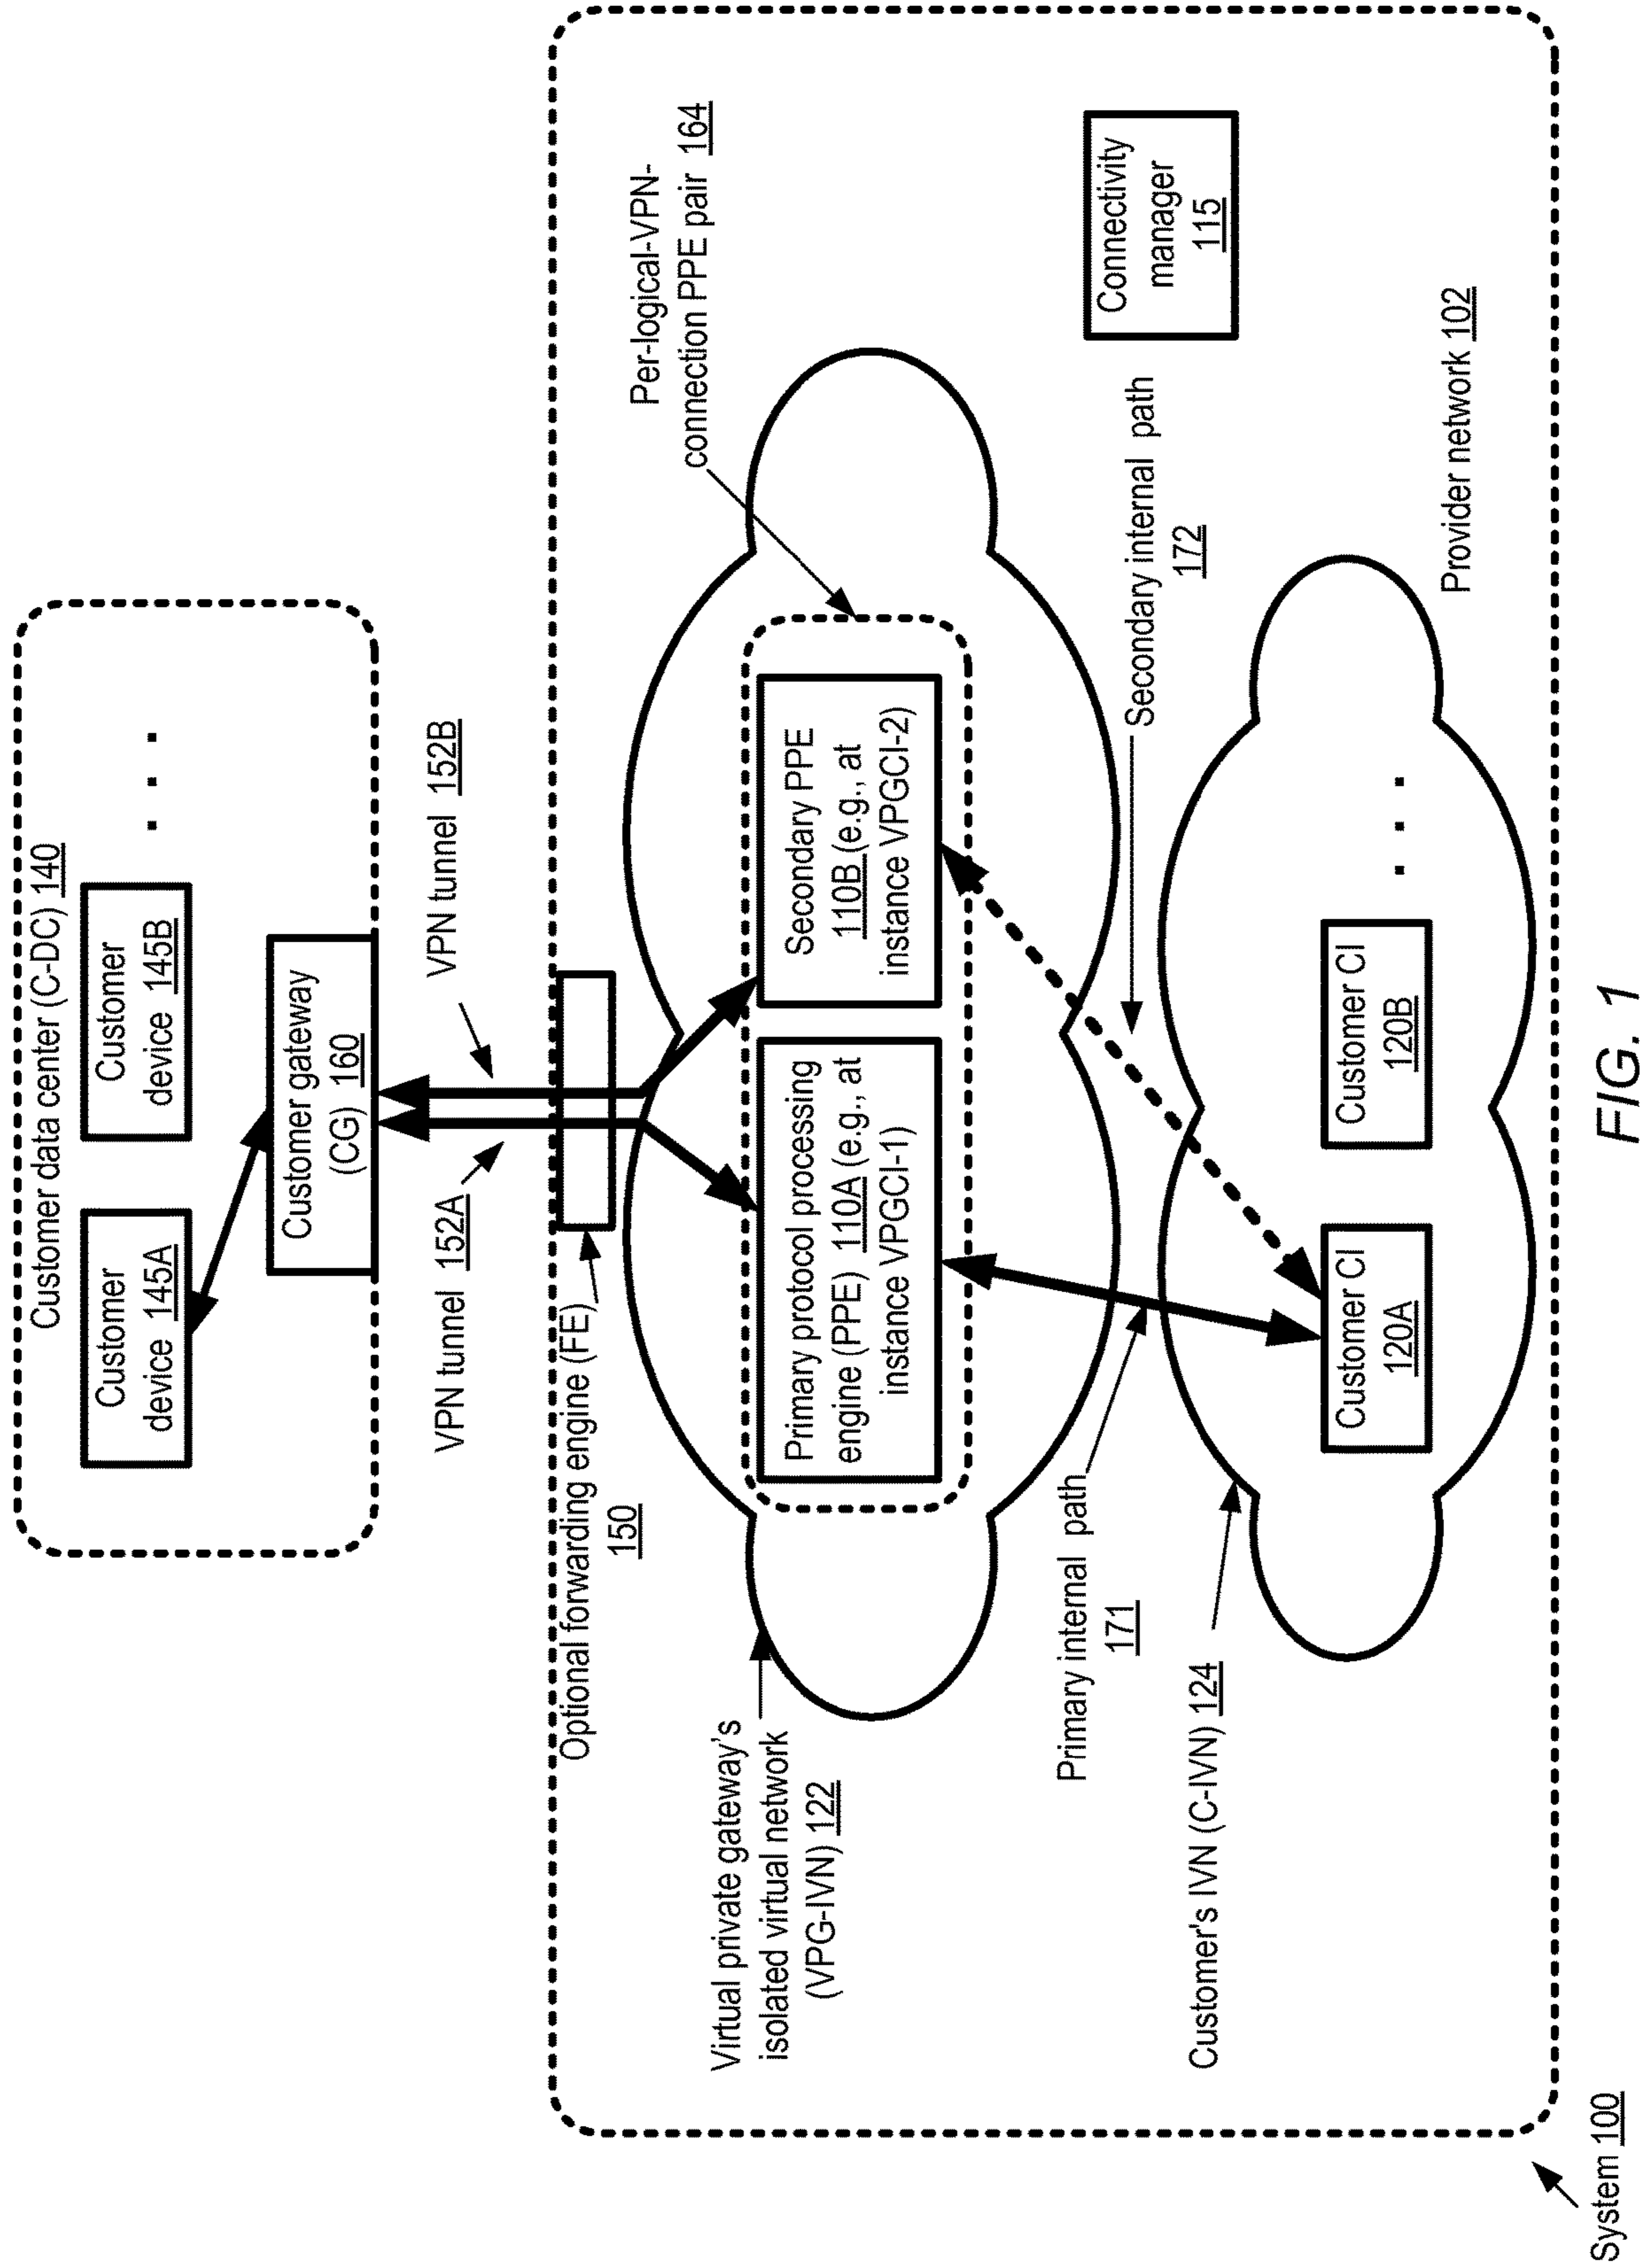 Customer data center (C-DC) 140
Customer
device 145A
Customer
device 145B
. . .
Customer gateway
(CG) 160
VPN tunnel 152A
VPN tunnel 152B
Optional forwarding engine (FE)
150
Per-logical-VPN-
connection PPE pair 164
Virtual private gateway's
isolated virtual network
(VPG-IVN) 122
Primary protocol processing
engine (PPE) 110A (e.g., at
instance VPGCI-1)
Secondary PPE
110B (e.g., at
instance VPGCI-2)
Connectivity
manager
115
Primary internal path
171
Secondary internal path
172
Customer's IVN (C-IVN) 124
Customer CI
120A
Customer CI
120B
. . .
Provider network 102
System 100
FIG. 1